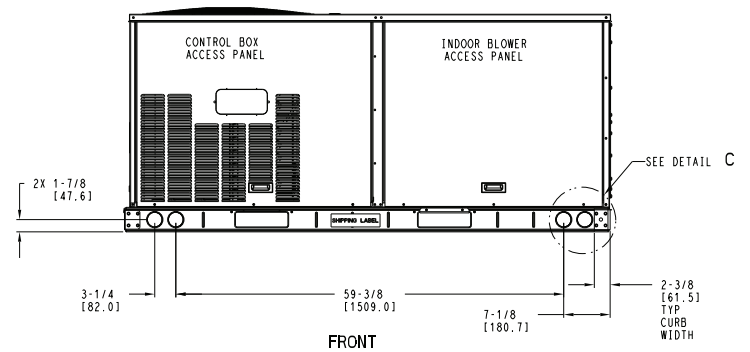 CONTROL BOX
ACCESS PANEL
INDOOR BLOWER
ACCESS PANEL
SEE DETAIL C
2X 1-7/8
[47.6]
SHIPPING LABEL
3-1/4
[82.0]
59-3/8
[1509.0]
7-1/8
[180.7]
2-3/8
[61.5]
TYP
CURB
WIDTH
FRONT